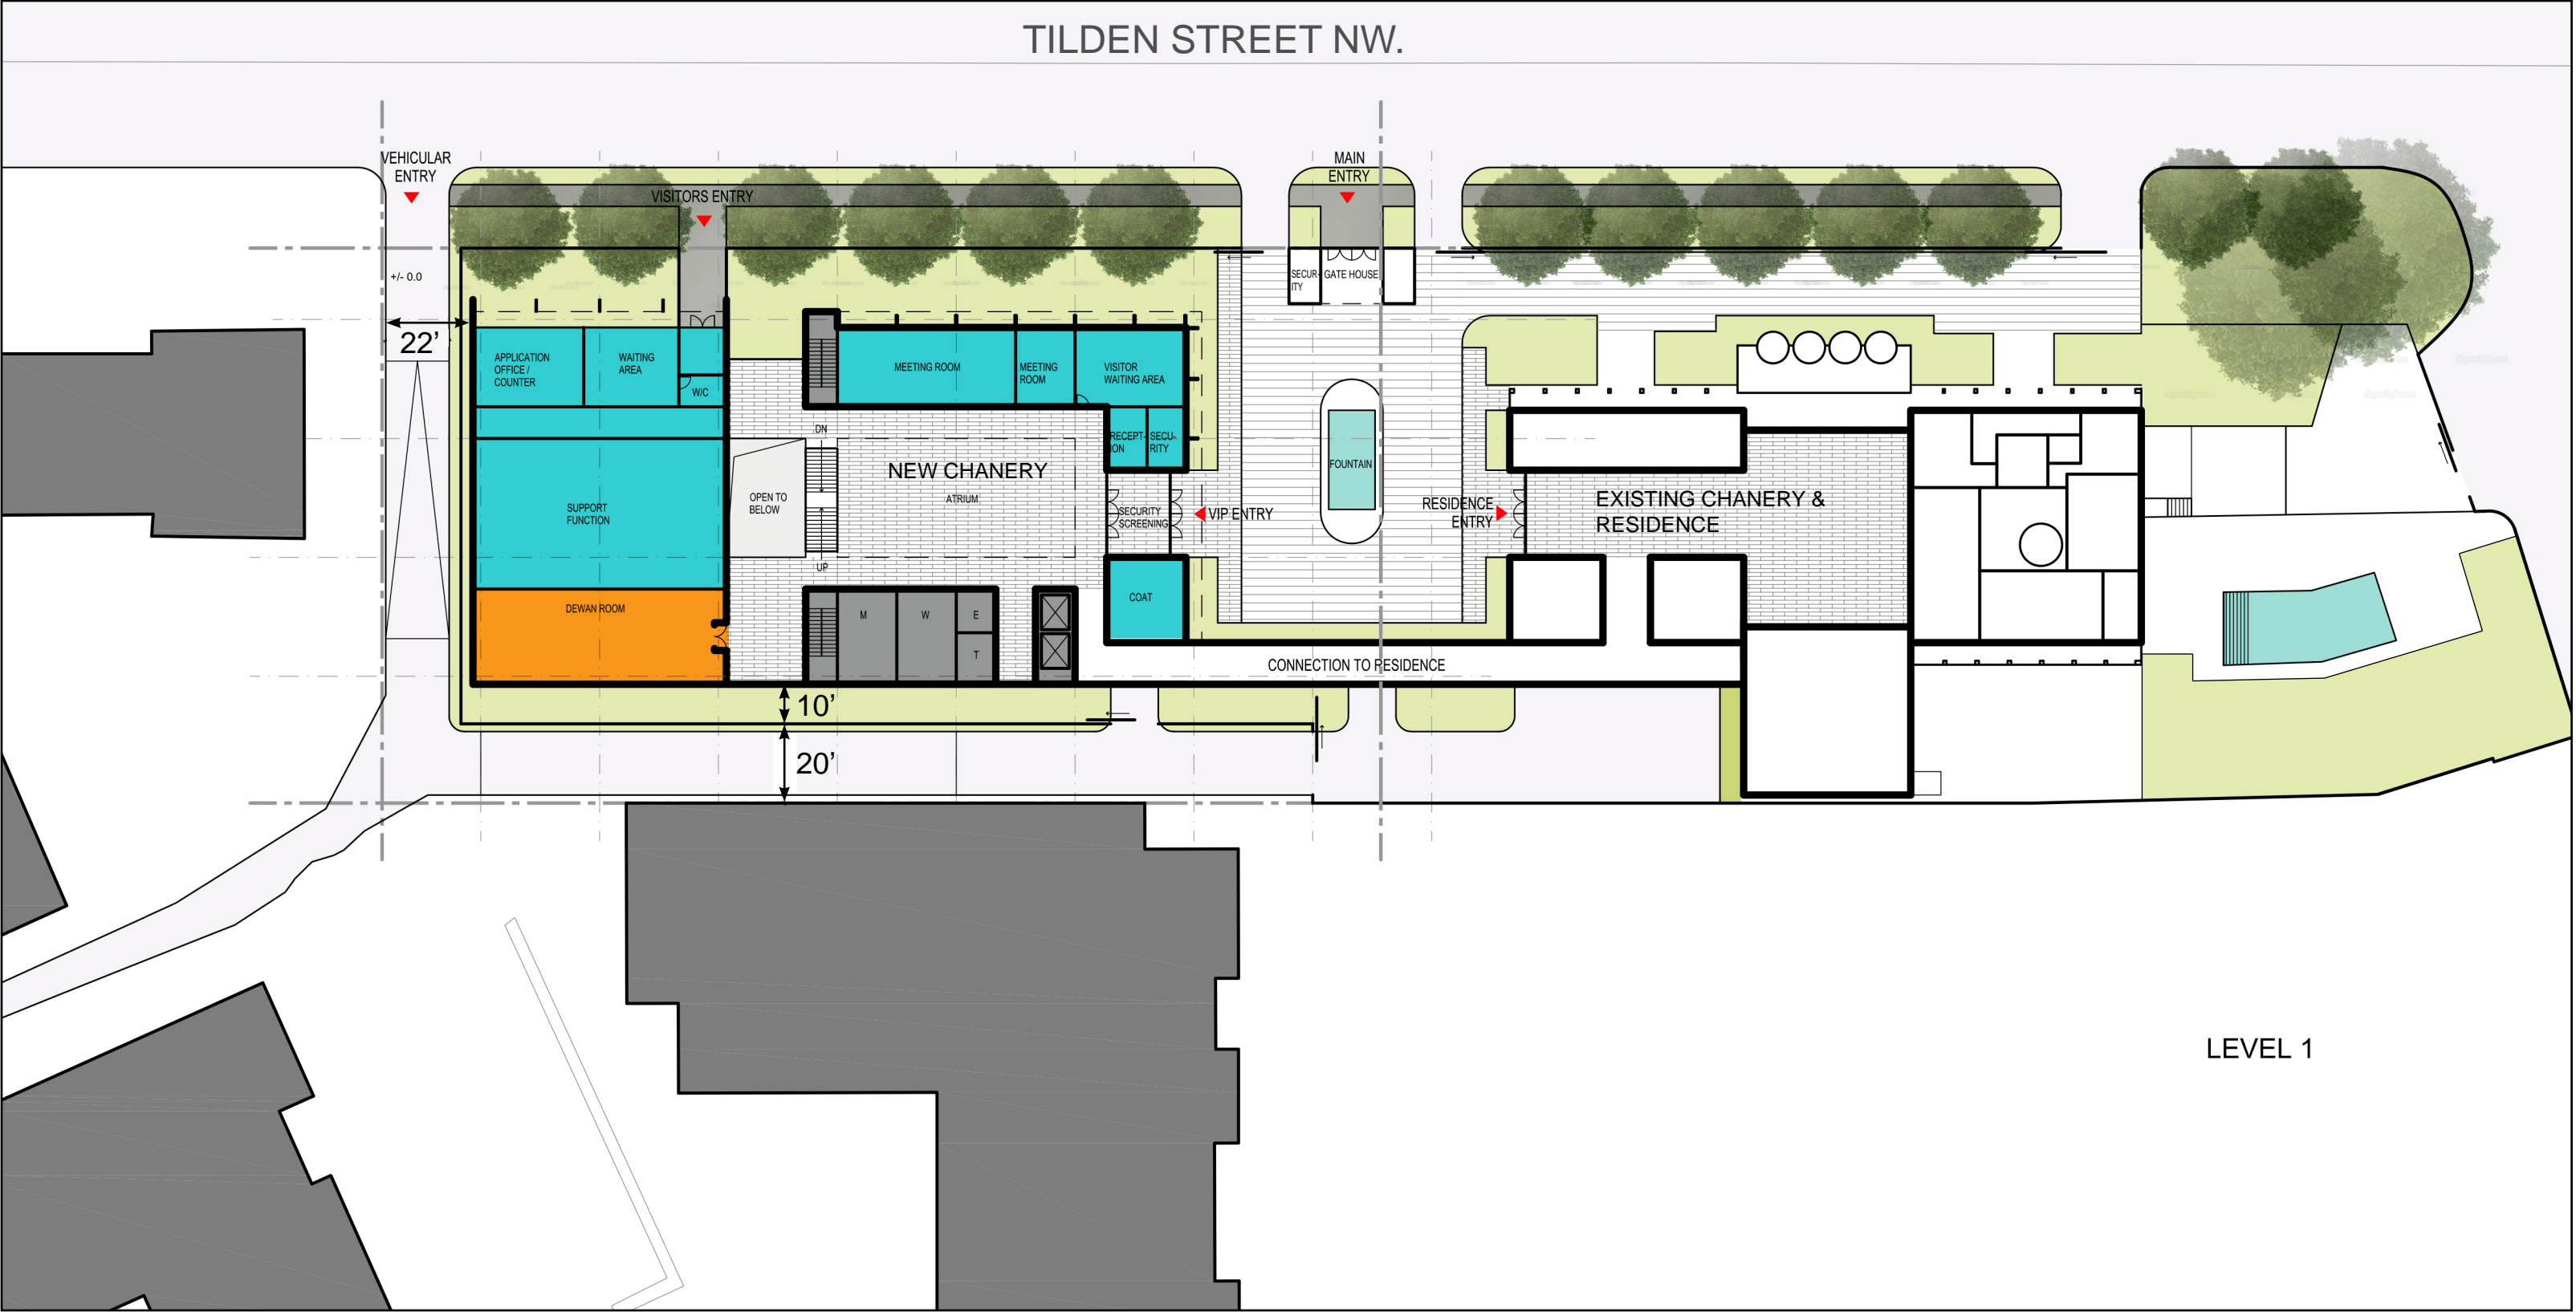 TILDEN STREET NW.
VEHICULAR
ENTRY
VISITORS ENTRY
MAIN
ENTRY
+/- 0.0
22’
SECUR-
ITY
GATE HOUSE
APPLICATION
OFFICE /
COUNTER
WAITING
AREA
W/C
MEETING ROOM
MEETING
ROOM
VISITOR
WAITING AREA
DN
RECEPT-
ION
SECU-
RITY
NEW CHANERY
ATRIUM
OPEN TO
BELOW
SUPPORT
FUNCTION
SECURITY
SCREENING
VIP ENTRY
FOUNTAIN
RESIDENCE
ENTRY
EXISTING CHANERY &
RESIDENCE
UP
COAT
DEWAN ROOM
M
W
E
T
CONNECTION TO RESIDENCE
10’
20’
LEVEL 1